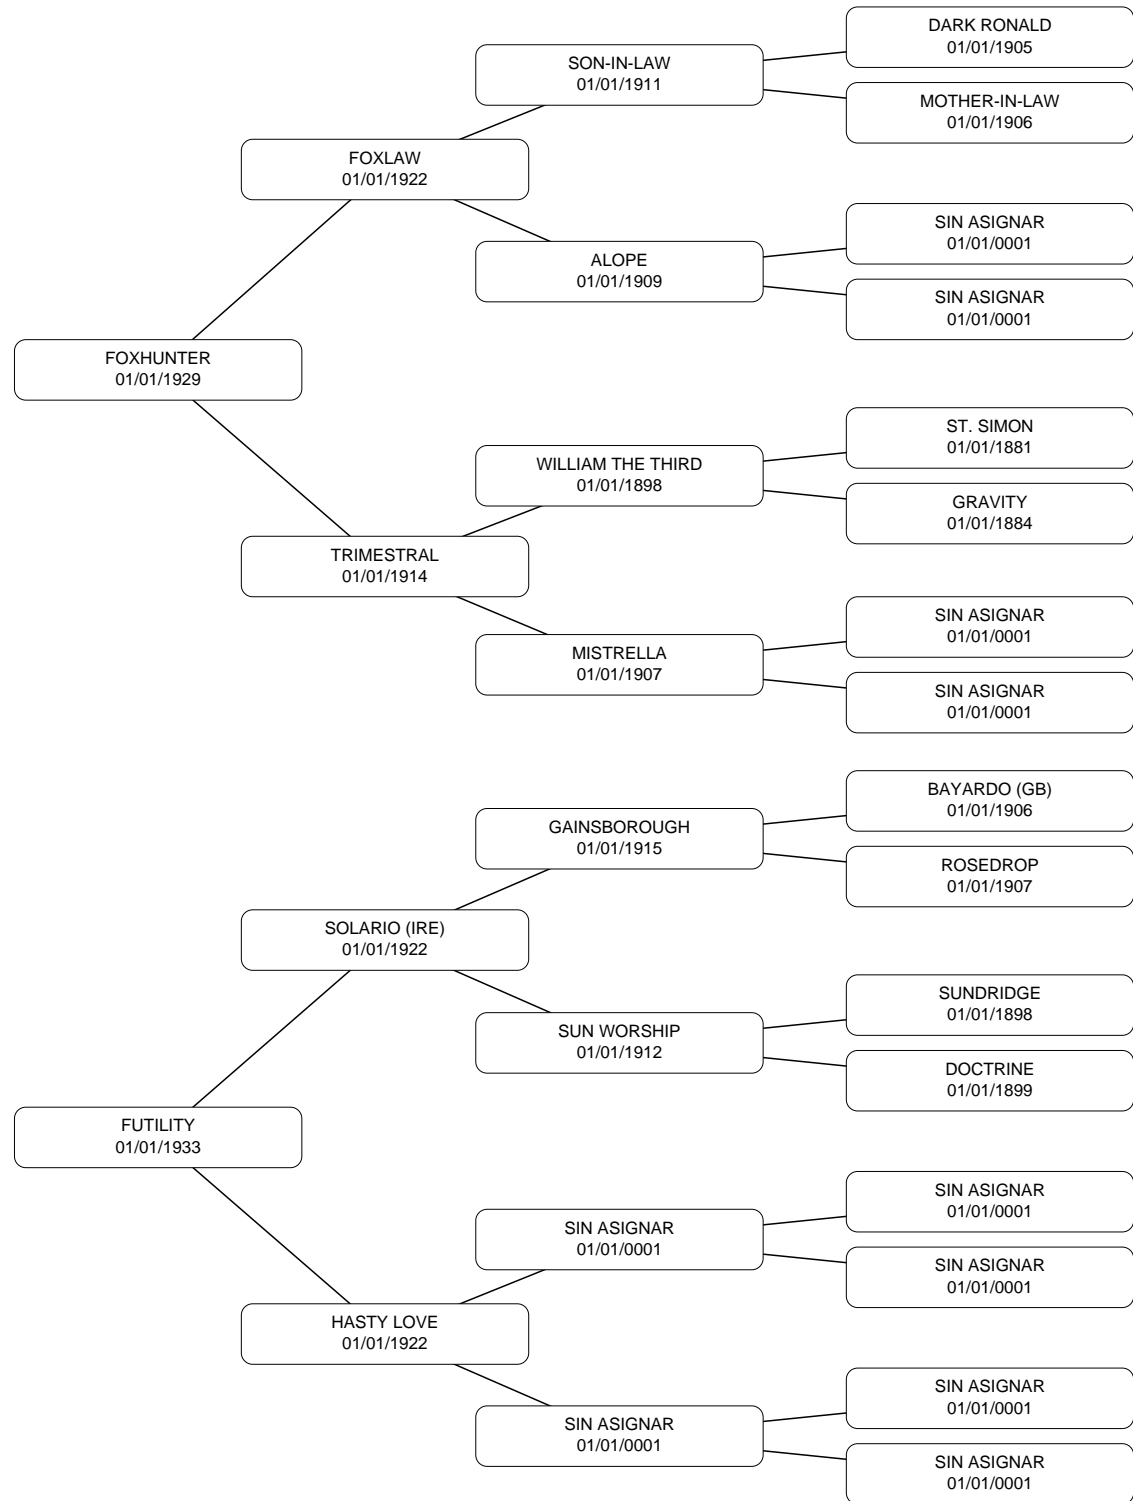 DARK RONALD
01/01/1905
SON-IN-LAW
01/01/1911
MOTHER-IN-LAW
01/01/1906
FOXLAW
01/01/1922
SIN ASIGNAR
01/01/0001
ALOPE
01/01/1909
SIN ASIGNAR
01/01/0001
FOXHUNTER
01/01/1929
ST. SIMON
01/01/1881
WILLIAM THE THIRD
01/01/1898
GRAVITY
01/01/1884
TRIMESTRAL
01/01/1914
SIN ASIGNAR
01/01/0001
MISTRELLA
01/01/1907
SIN ASIGNAR
01/01/0001
BAYARDO (GB)
01/01/1906
GAINSBOROUGH
01/01/1915
ROSEDROP
01/01/1907
SOLARIO (IRE)
01/01/1922
SUNDRIDGE
01/01/1898
SUN WORSHIP
01/01/1912
DOCTRINE
01/01/1899
FUTILITY
01/01/1933
SIN ASIGNAR
01/01/0001
SIN ASIGNAR
01/01/0001
SIN ASIGNAR
01/01/0001
HASTY LOVE
01/01/1922
SIN ASIGNAR
01/01/0001
SIN ASIGNAR
01/01/0001
SIN ASIGNAR
01/01/0001